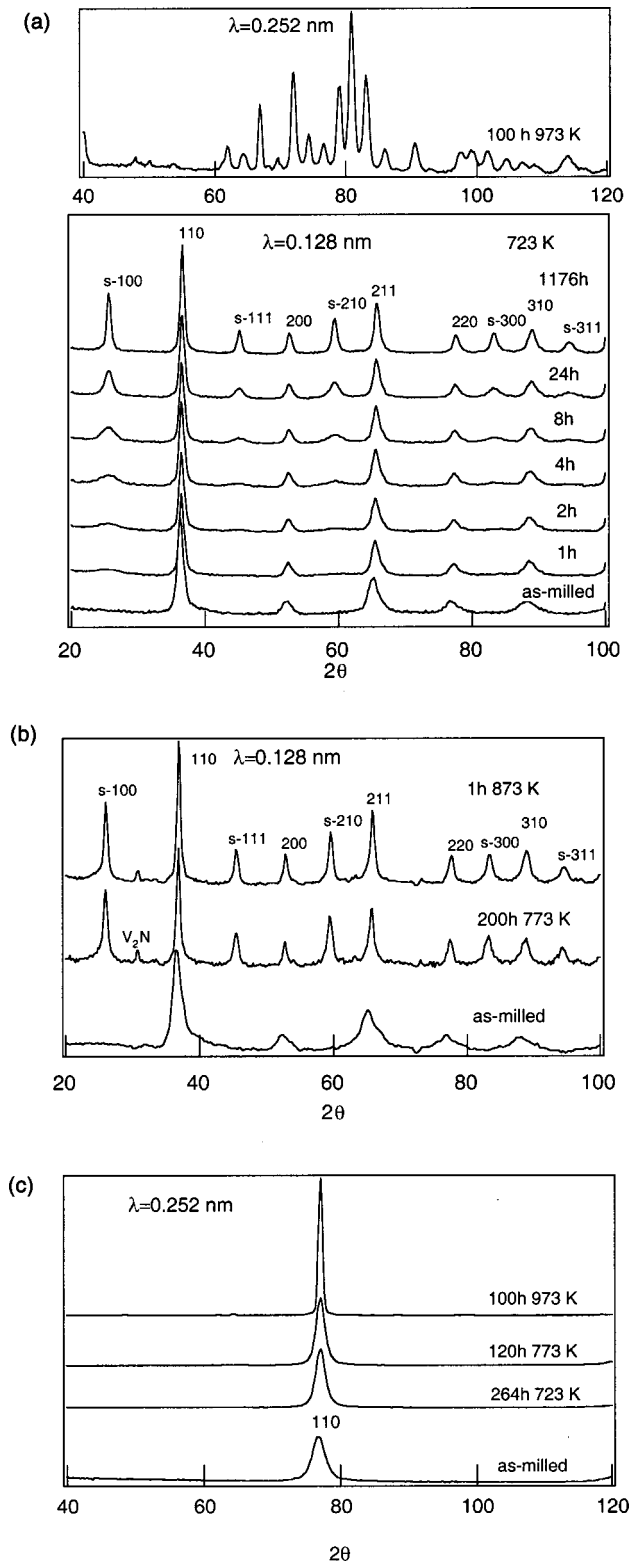 (a)
λ=0.252 nm
100 h 973 K
40 60 80 100 120
110
λ=0.128 nm
723 K
s-100
s-111
200
s-210
211
220
s-300
310
s-311
1176h
24h
8h
4h
2h
1h
as-milled
20 40 60 80 100
2θ
(b)
110
λ=0.128 nm
1h 873 K
s-100
s-111
200
s-210
211
220
s-300
310
s-311
V₂N
200h 773 K
as-milled
20 40 60 80 100
2θ
(c)
λ=0.252 nm
100h 973 K
120h 773 K
264h 723 K
110
as-milled
40 60 80 100 120
2θ